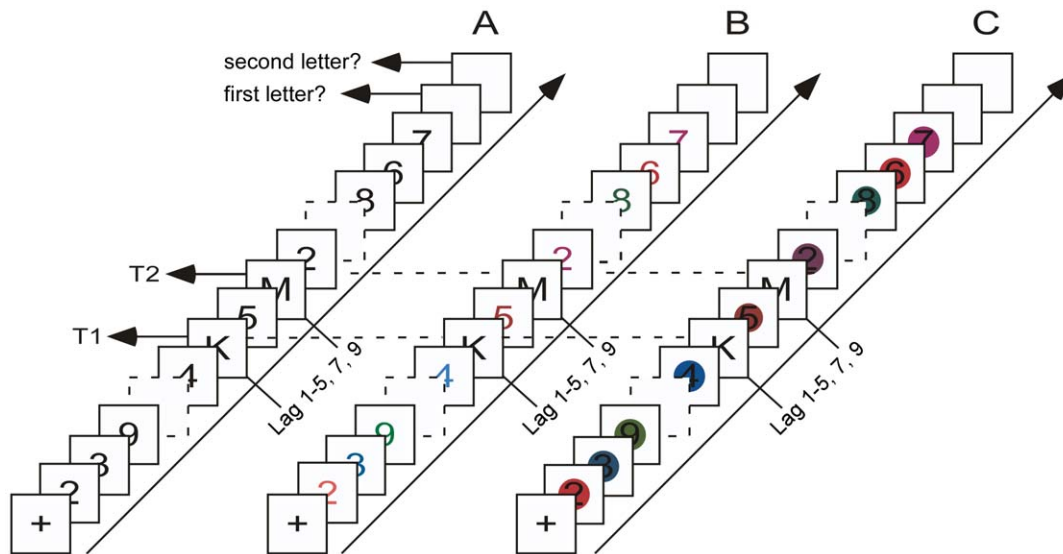 A B C
second letter?
first letter?
7 7 7
6 6 6
8 8 8
2 2 2
T2 M M M
5 5 5
T1 K K K
4 4 4
Lag 1-5, 7, 9 Lag 1-5, 7, 9 Lag 1-5, 7, 9
9 9 9
3 3 3
2 2 2
+ + +